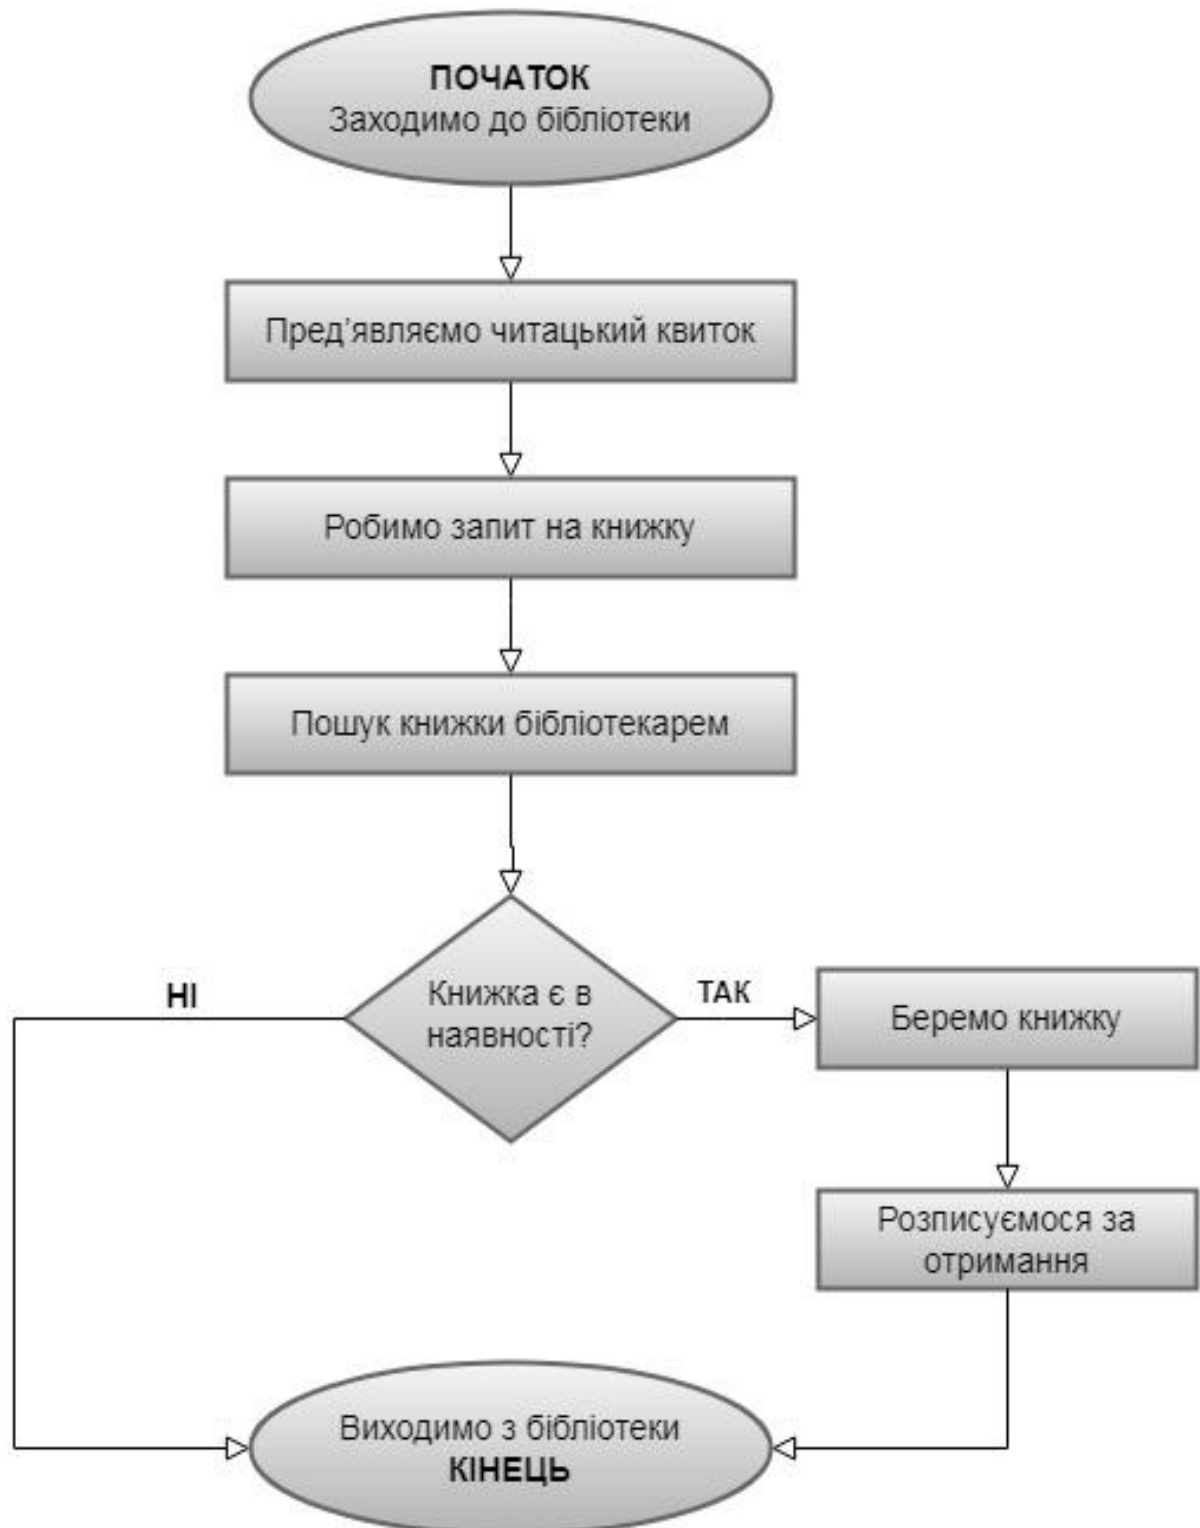 ПОЧАТОК
Заходимо до бібліотеки
Пред’являємо читацький квиток
Робимо запит на книжку
Пошук книжки бібліотекарем
Книжка є в
наявності?
НІ
ТАК
Беремо книжку
Розписуємося за
отримання
Виходимо з бібліотеки
КІНЕЦЬ